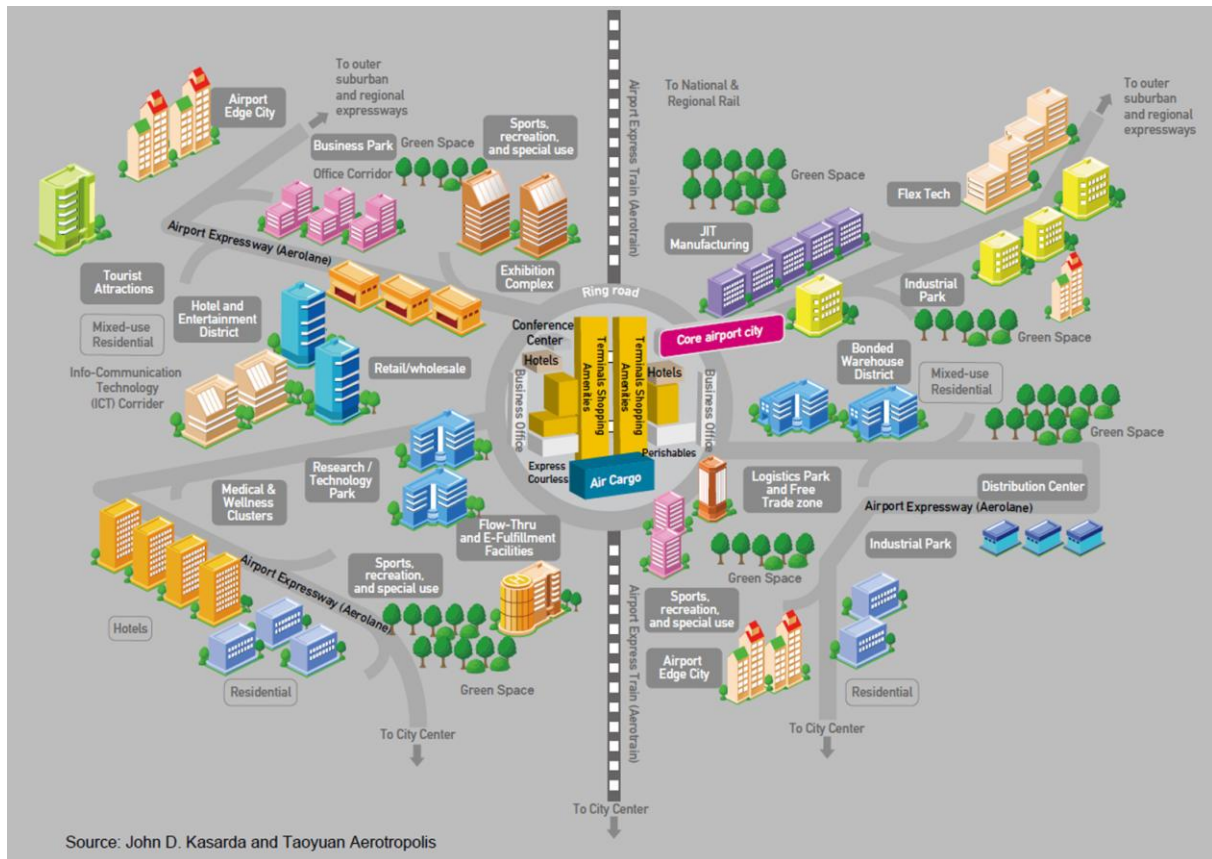 To outer
suburban
and regional
expressways
Airport
Edge City
Business Park
Office Corridor
Green Space
Sports,
recreation,
and special use
Airport Expressway (Aerolane)
Tourist
Attractions
Mixed-use
Residential
Hotel and
Entertainment
District
Info-Communication
Technology
(ICT) Corridor
Exhibition
Complex
Retail/wholesale
Airport Express Train (Aerotrain)
To National &
Regional Rail
To outer
suburban
and regional
expressways
Green Space
Flex Tech
JIT
Manufacturing
Industrial
Park
Green Space
Ring road
Core airport city
Conference
Center
Hotels
Business Office
Terminals Shopping
Amenities
Terminals Shopping
Amenities
Hotels
Business Office
Express
Courless
Perishables
Air Cargo
Bonded
Warehouse
District
Mixed-use
Residential
Green Space
Research /
Technology
Park
Medical &
Wellness
Clusters
Flow-Thru
and E-Fulfillment
Facilities
Sports,
recreation,
and special use
Airport Expressway (Aerolane)
Hotels
Residential
Green Space
To City Center
Logistics Park
and Free
Trade zone
Distribution Center
Airport Expressway (Aerolane)
Industrial Park
Green Space
Sports,
recreation,
and special use
Airport
Edge City
Residential
Airport Express Train (Aerotrain)
To City Center
To City Center
Source: John D. Kasarda and Taoyuan Aerotropolis